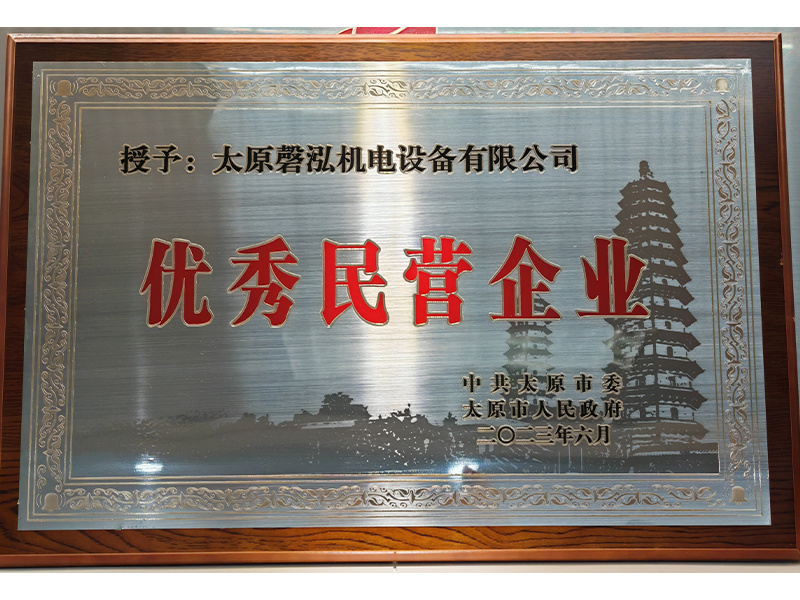 授予：太原磬泓机电设备有限公司
优秀民营企业
中共太原市委
太原市人民政府
二〇二三年六月